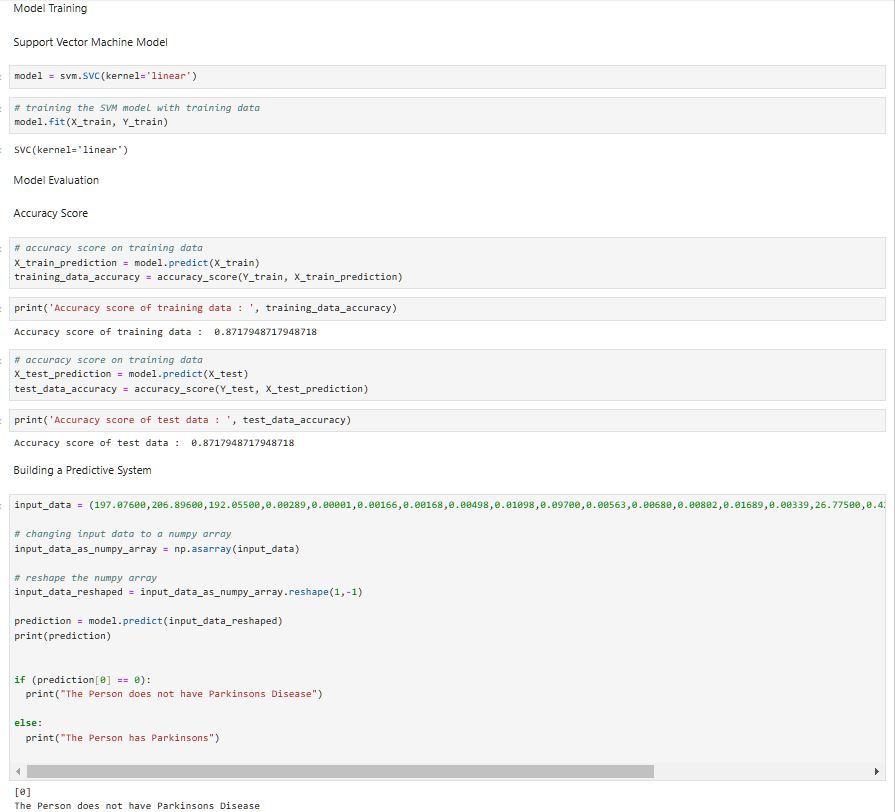 Model Training
Support Vector Machine Model
model = svm.SVC(kernel='linear')
# training the SVM model with training data
model.fit(X_train, Y_train)
SVC(kernel='linear')
Model Evaluation
Accuracy Score
# accuracy score on training data
X_train_prediction = model.predict(X_train)
training_data_accuracy = accuracy_score(Y_train, X_train_prediction)
print('Accuracy score of training data : ', training_data_accuracy)
Accuracy score of training data :  0.8717948717948718
# accuracy score on training data
X_test_prediction = model.predict(X_test)
test_data_accuracy = accuracy_score(Y_test, X_test_prediction)
print('Accuracy score of test data : ', test_data_accuracy)
Accuracy score of test data :  0.8717948717948718
Building a Predictive System
input_data = (197.07600,206.89600,192.05500,0.00289,0.00001,0.00166,0.00168,0.00498,0.01098,0.09700,0.00563,0.00680,0.00802,0.01689,0.00339,26.77500,0.4
# changing input data to a numpy array
input_data_as_numpy_array = np.asarray(input_data)
# reshape the numpy array
input_data_reshaped = input_data_as_numpy_array.reshape(1,-1)
prediction = model.predict(input_data_reshaped)
print(prediction)
if (prediction[0] == 0):
  print("The Person does not have Parkinsons Disease")
else:
  print("The Person has Parkinsons")
[0]
The Person does not have Parkinsons Disease